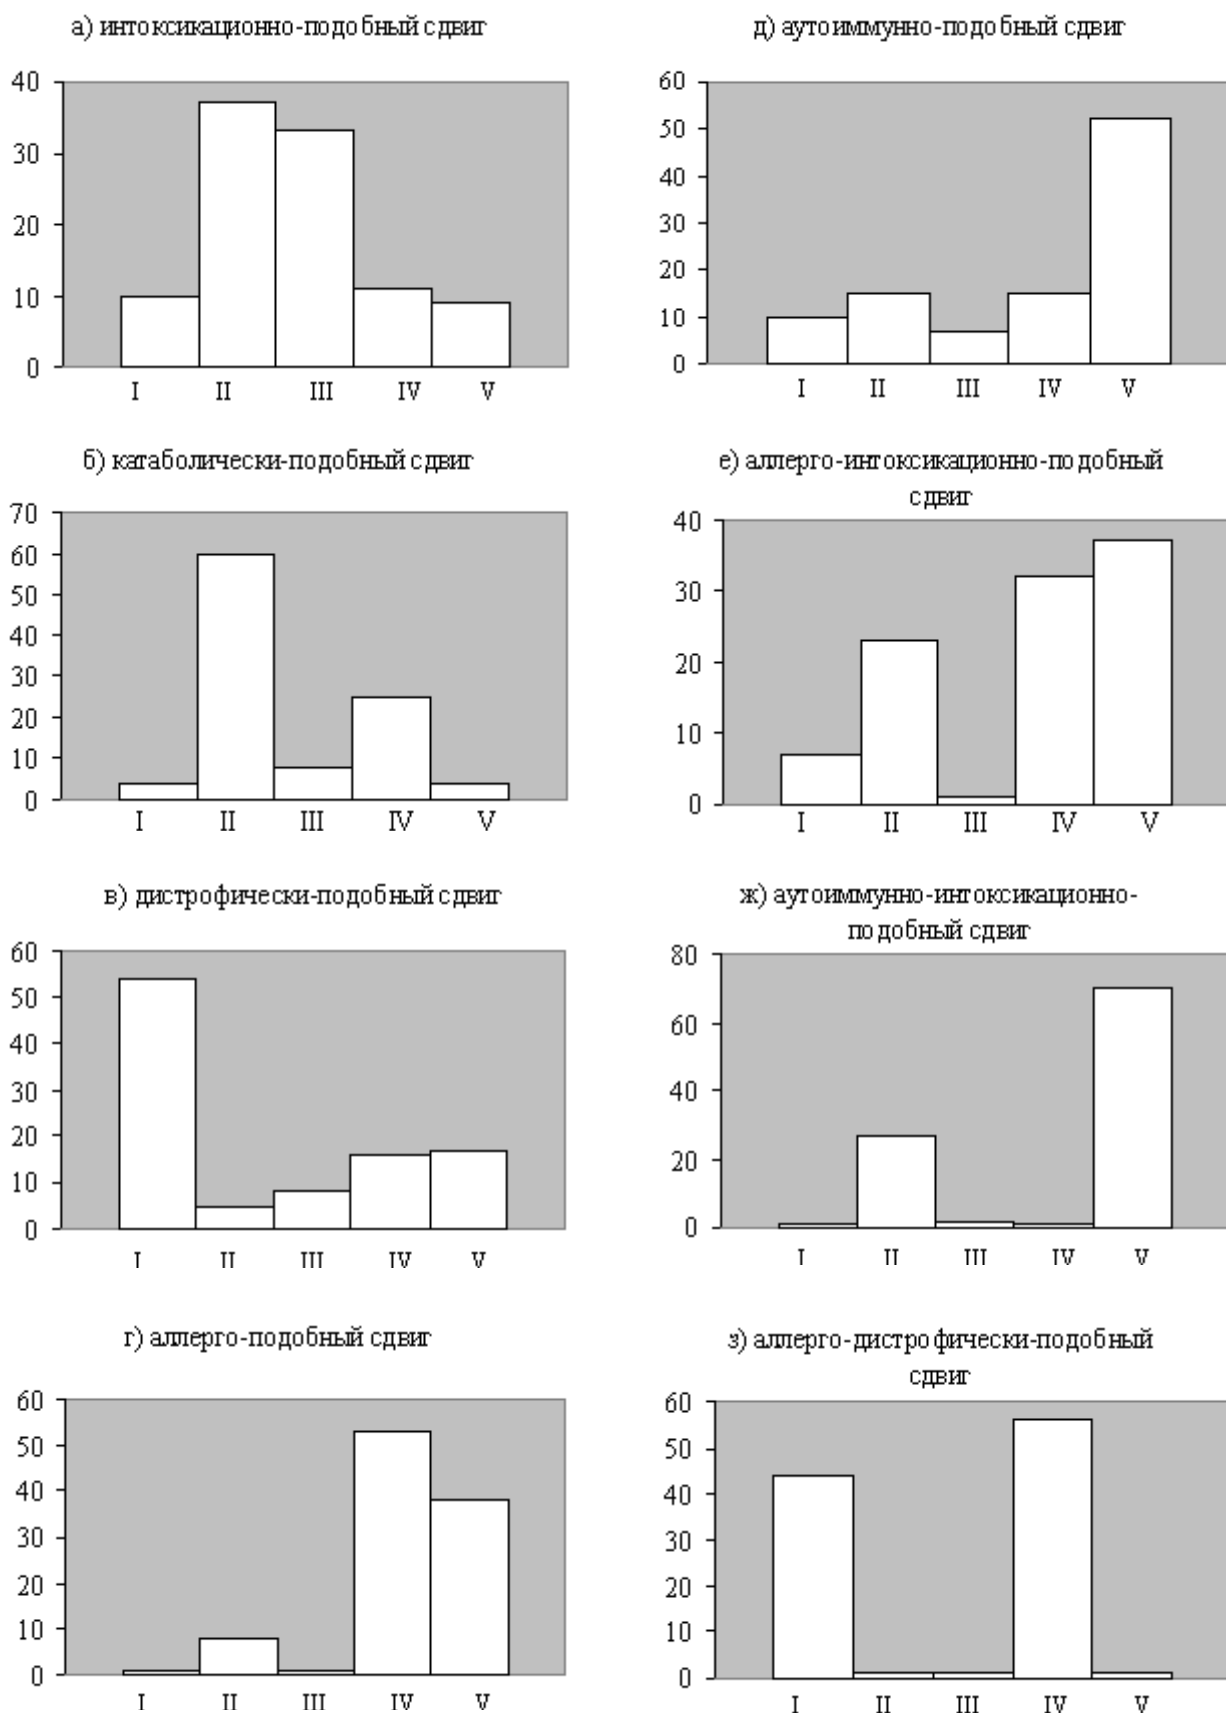 а) интоксикационно-подобный сдвиг
40
30
20
10
0
I II III IV V
б) катаболически-подобный сдвиг
70
60
50
40
30
20
10
0
I II III IV V
в) дистрофически-подобный сдвиг
60
50
40
30
20
10
0
I II III IV V
г) аллерго-подобный сдвиг
60
50
40
30
20
10
0
I II III IV V
д) аутоиммунно-подобный сдвиг
60
50
40
30
20
10
0
I II III IV V
е) аллерго-интоксикационно-подобный
сдвиг
40
30
20
10
0
I II III IV V
ж) аутоиммунно-интоксикационно-
подобный сдвиг
80
60
40
20
0
I II III IV V
з) аллерго-дистрофически-подобный
сдвиг
60
50
40
30
20
10
0
I II III IV V